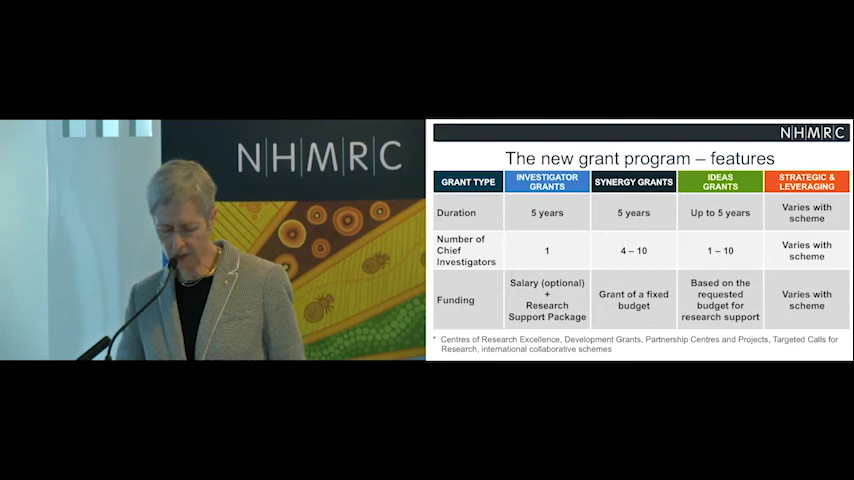 N|H|M|R|C
N|H|M|R|C
The new grant program – features
GRANT TYPE
INVESTIGATOR
GRANTS
SYNERGY GRANTS
IDEAS
GRANTS
STRATEGIC &
LEVERAGING
Duration
5 years
5 years
Up to 5 years
Varies with
scheme
Number of
Chief
Investigators
1
4 – 10
1 – 10
Varies with
scheme
Funding
Salary (optional)
+
Research
Support Package
Grant of a fixed
budget
Based on the
requested
budget for
research support
Varies with
scheme
* Centres of Research Excellence, Development Grants, Partnership Centres and Projects, Targeted Calls for
Research, international collaborative schemes